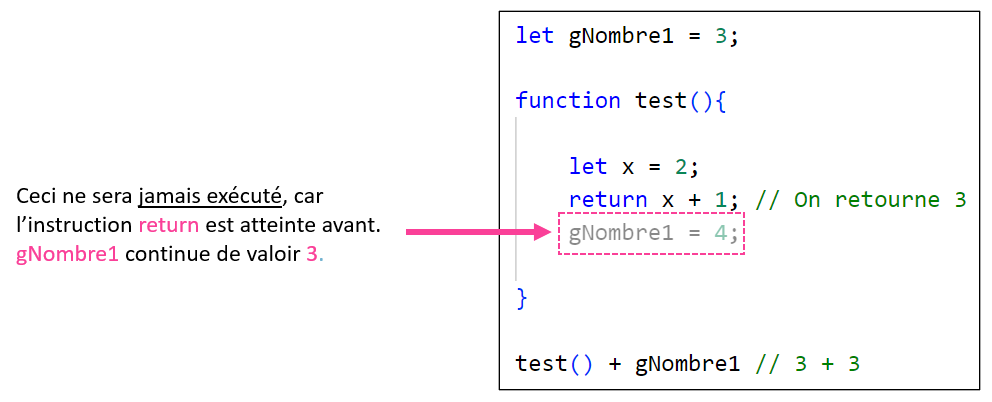 let gNombre1 = 3;
function test(){
let x = 2;
return x + 1; // On retourne 3
gNombre1 = 4;
}
test() + gNombre1 // 3 + 3
Ceci ne sera jamais exécuté, car
l’instruction return est atteinte avant.
gNombre1 continue de valoir 3.